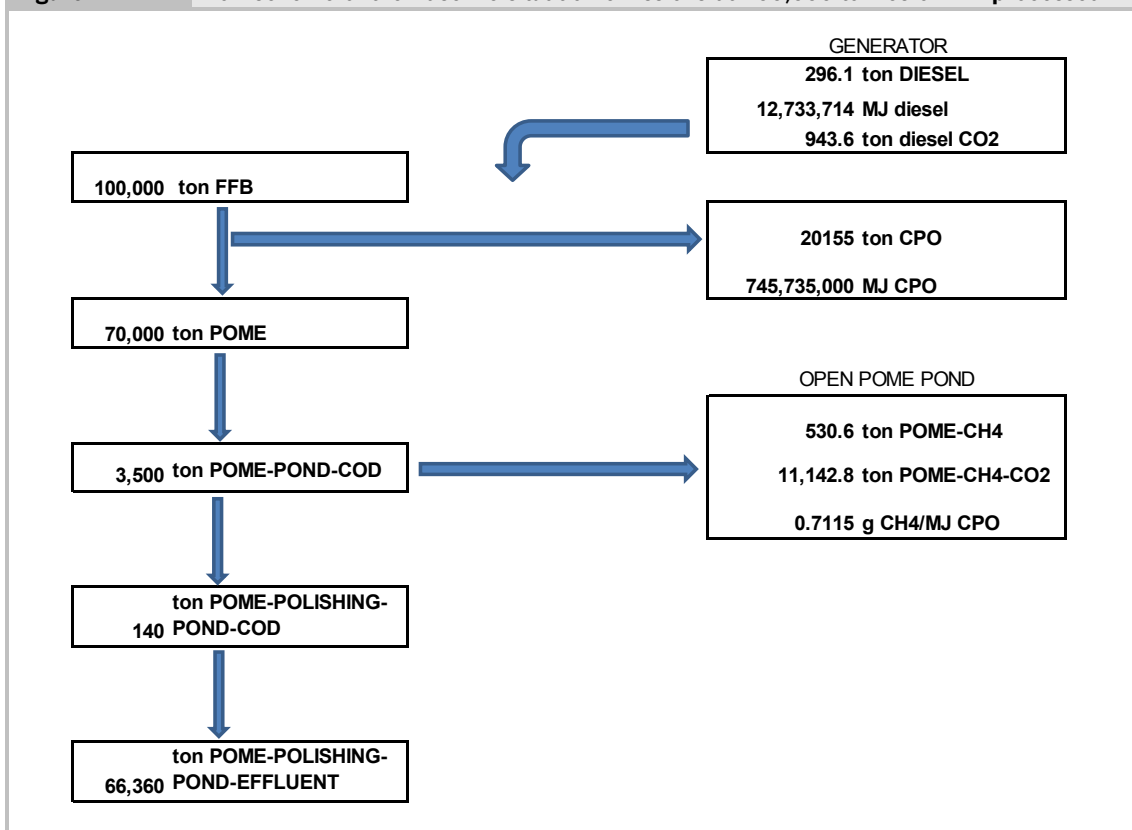 GENERATOR
296.1 ton DIESEL
12,733,714 MJ diesel
943.6 ton diesel CO2
100,000 ton FFB
20155 ton CPO
745,735,000 MJ CPO
70,000 ton POME
OPEN POME POND
530.6 ton POME-CH4
3,500 ton POME-POND-COD
11,142.8 ton POME-CH4-CO2
0.7115 g CH4/MJ CPO
ton POME-POLISHING-
140 POND-COD
ton POME-POLISHING-
66,360 POND-EFFLUENT